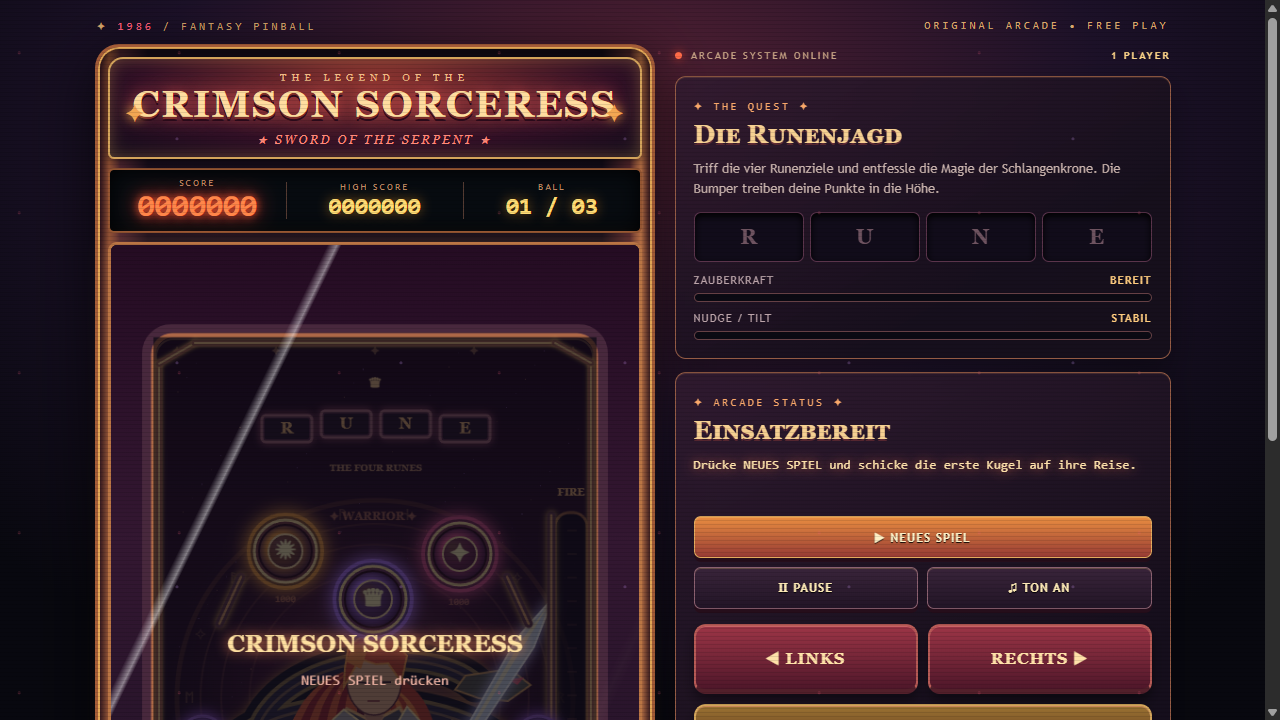 ✦ 1986 / FANTASY PINBALL
ORIGINAL ARCADE • FREE PLAY
THE LEGEND OF THE
CRIMSON SORCERESS
★ SWORD OF THE SERPENT ★
SCORE
0000000
HIGH SCORE
0000000
BALL
01 / 03
R U N E
THE FOUR RUNES
FIRE
✦WARRIOR✦
1000
1000
CRIMSON SORCERESS
NEUES SPIEL drücken
ARCADE SYSTEM ONLINE
1 PLAYER
✦ THE QUEST ✦
Die Runenjagd
Triff die vier Runenziele und entfessle die Magie der Schlangenkrone. Die
Bumper treiben deine Punkte in die Höhe.
R U N E
ZAUBERKRAFT
BEREIT
NUDGE / TILT
STABIL
✦ ARCADE STATUS ✦
Einsatzbereit
Drücke NEUES SPIEL und schicke die erste Kugel auf ihre Reise.
▶ NEUES SPIEL
II PAUSE
♫ TON AN
◀ LINKS
RECHTS ▶